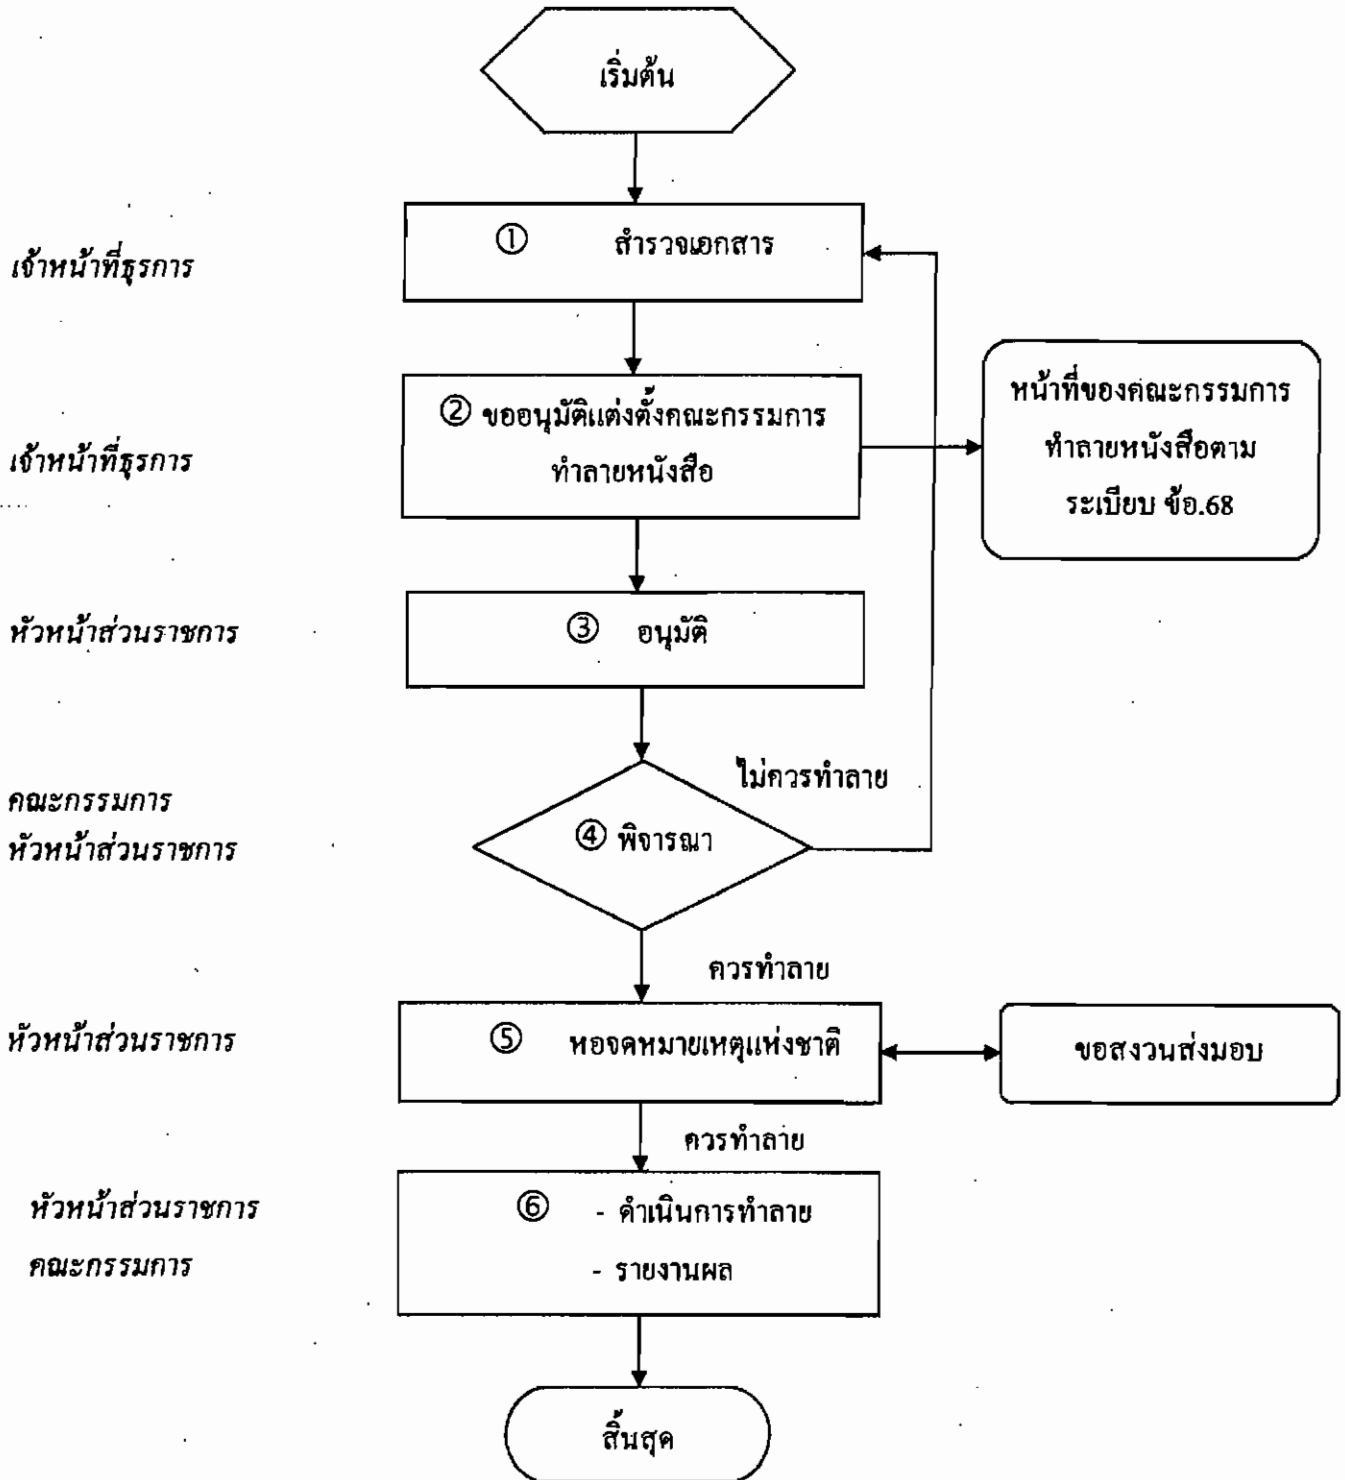 เริ่มต้น
เจ้าหน้าที่ธุรการ
① สำรวจเอกสาร
เจ้าหน้าที่ธุรการ
② ขออนุมัติแต่งตั้งคณะกรรมการ
ทำลายหนังสือ
หน้าที่ของคณะกรรมการ
ทำลายหนังสือตาม
ระเบียบ ข้อ.68
หัวหน้าส่วนราชการ
③ อนุมัติ
คณะกรรมการ
หัวหน้าส่วนราชการ
④ พิจารณา
ไม่ควรทำลาย
ควรทำลาย
หัวหน้าส่วนราชการ
⑤ หอจดหมายเหตุแห่งชาติ
ขอสงวนส่งมอบ
ควรทำลาย
หัวหน้าส่วนราชการ
คณะกรรมการ
⑥ - ดำเนินการทำลาย
- รายงานผล
สิ้นสุด